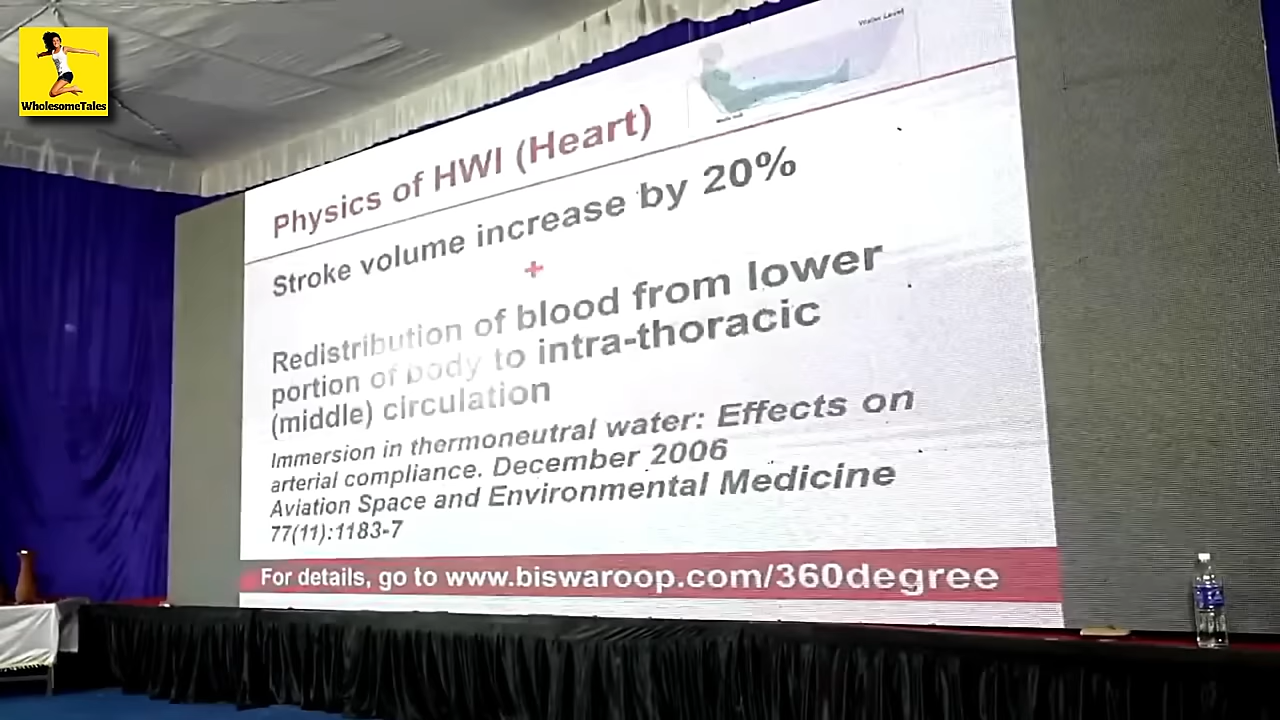 WholesomeTales
Water Level
Physics of HWI (Heart)
Stroke volume increase by 20%
+
Redistribution of blood from lower
portion of body to intra-thoracic
(middle) circulation
Immersion in thermoneutral water: Effects on
arterial compliance. December 2006
Aviation Space and Environmental Medicine
77(11):1183-7
For details, go to www.biswaroop.com/360degree